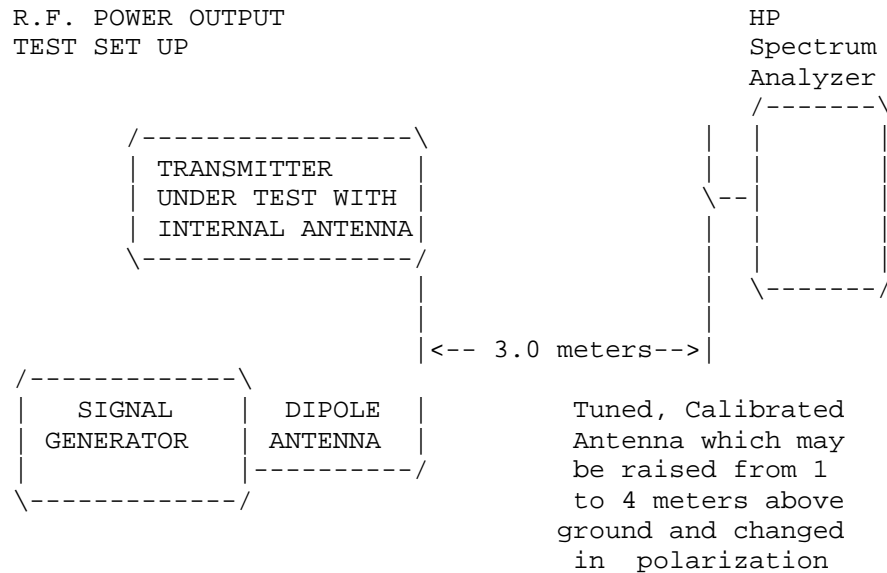 R.F. POWER OUTPUT
TEST SET UP
HP
Spectrum
Analyzer
TRANSMITTER
UNDER TEST WITH
INTERNAL ANTENNA
<-- 3.0 meters-->
SIGNAL
GENERATOR
DIPOLE
ANTENNA
Tuned, Calibrated
Antenna which may
be raised from 1
to 4 meters above
ground and changed
in polarization